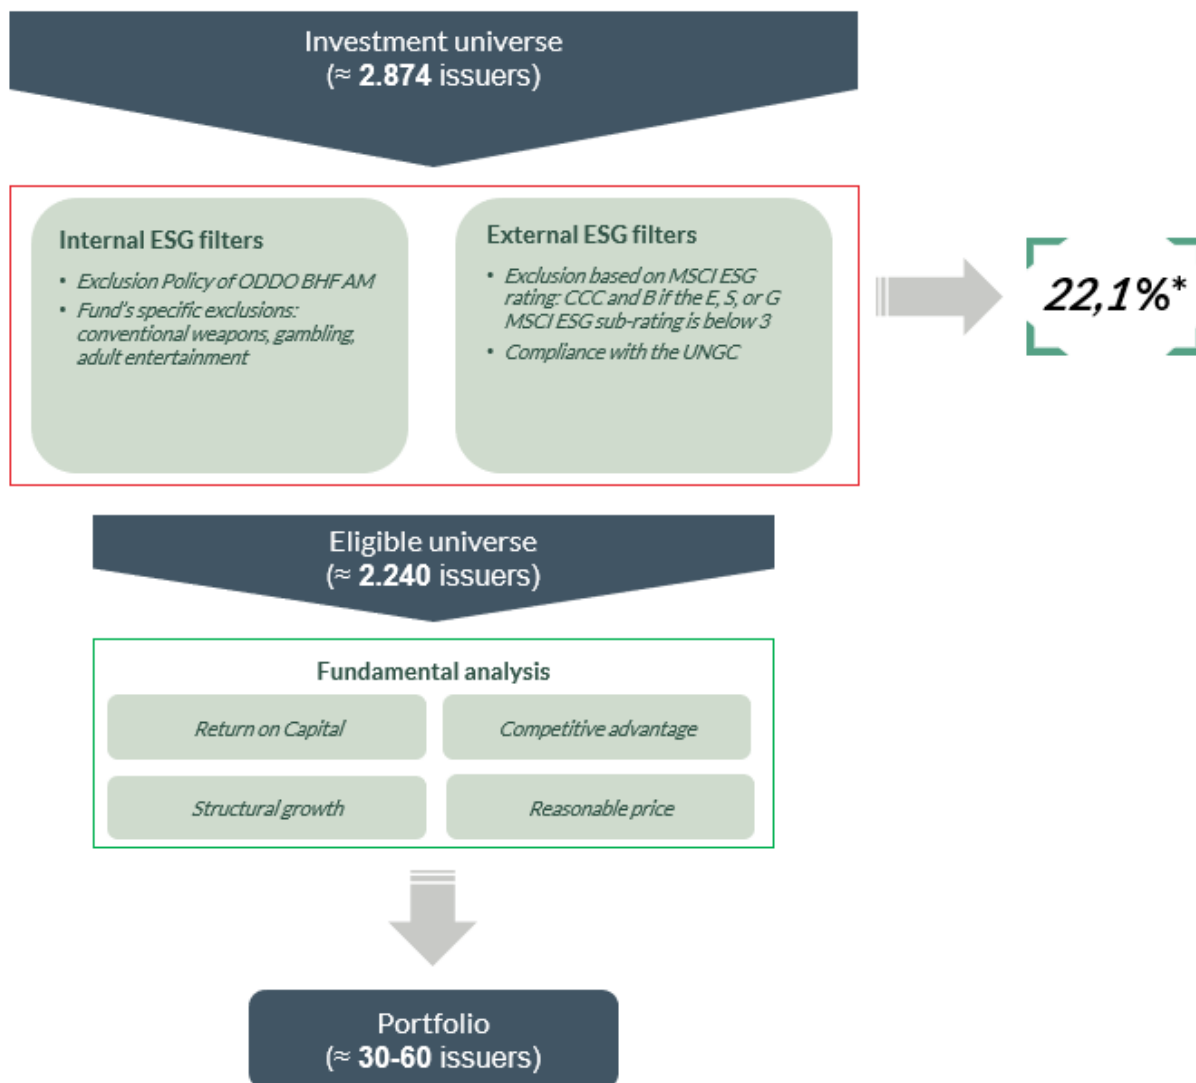 Investment universe
(≈ 2.874 issuers)
Internal ESG filters
• Exclusion Policy of ODDO BHF AM
• Fund's specific exclusions:
conventional weapons, gambling,
adult entertainment
External ESG filters
• Exclusion based on MSCI ESG
rating: CCC and B if the E, S, or G
MSCI ESG sub-rating is below 3
• Compliance with the UNGC
22,1%*
Eligible universe
(≈ 2.240 issuers)
Fundamental analysis
Return on Capital
Competitive advantage
Structural growth
Reasonable price
Portfolio
(≈ 30-60 issuers)